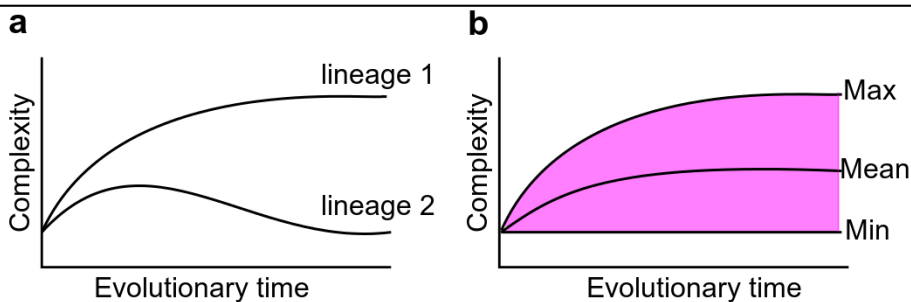 a
lineage 1
lineage 2
Complexity
Evolutionary time
b
Max
Mean
Min
Complexity
Evolutionary time